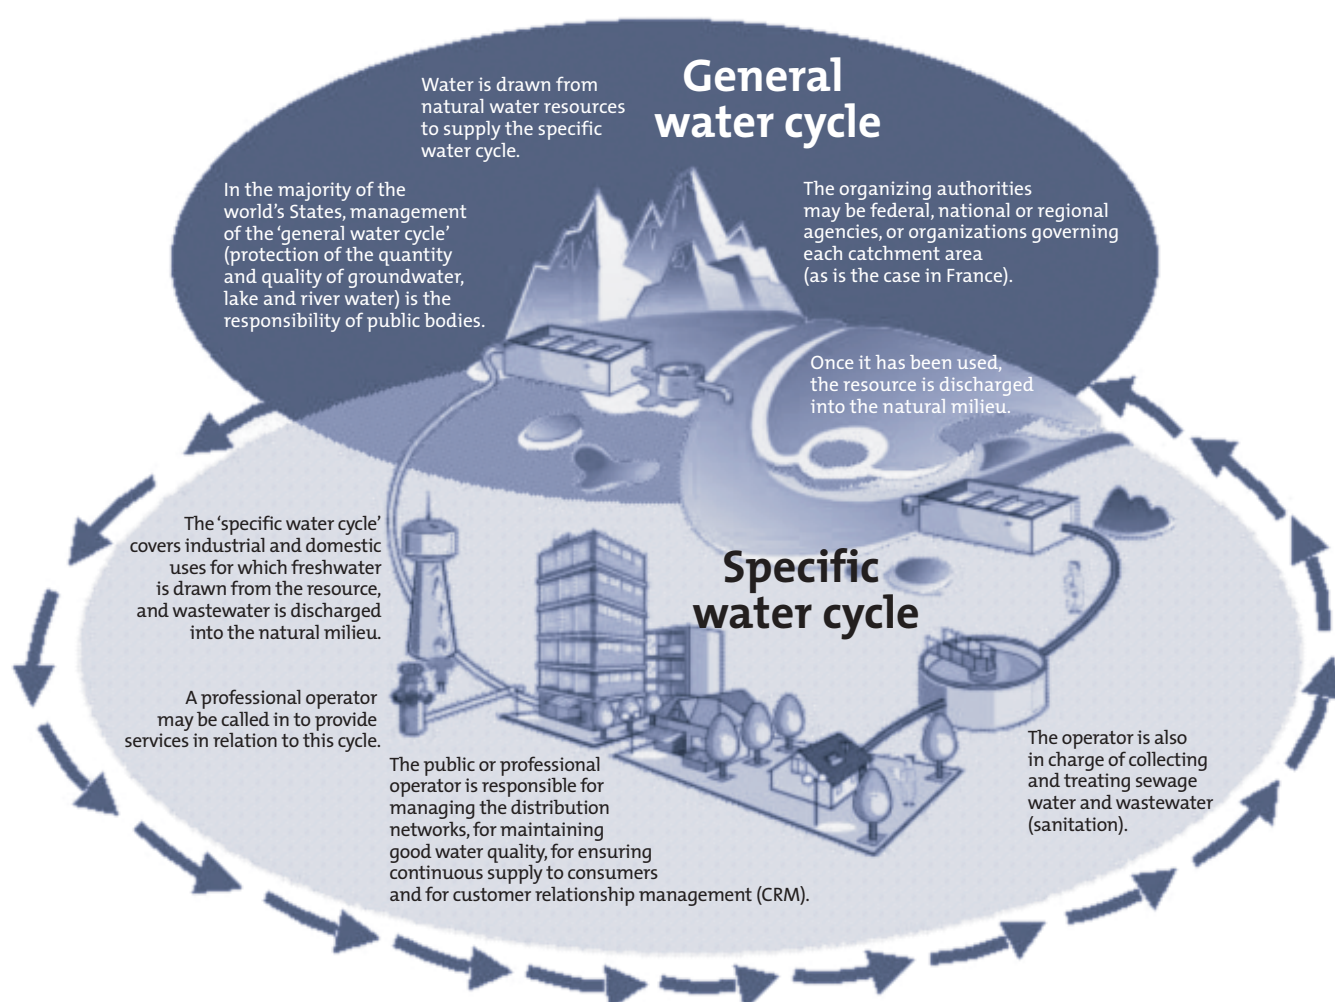 General
water cycle
Water is drawn from
natural water resources
to supply the specific
water cycle.
In the majority of the
world's States, management
of the ‘general water cycle’
(protection of the quantity
and quality of groundwater,
lake and river water) is the
responsibility of public bodies.
The organizing authorities
may be federal, national or regional
agencies, or organizations governing
each catchment area
(as is the case in France).
Once it has been used,
the resource is discharged
into the natural milieu.
Specific
water cycle
The ‘specific water cycle’
covers industrial and domestic
uses for which freshwater
is drawn from the resource,
and wastewater is discharged
into the natural milieu.
A professional operator
may be called in to provide
services in relation to this cycle.
The public or professional
operator is responsible for
managing the distribution
networks, for maintaining
good water quality, for ensuring
continuous supply to consumers
and for customer relationship management (CRM).
The operator is also
in charge of collecting
and treating sewage
water and wastewater
(sanitation).